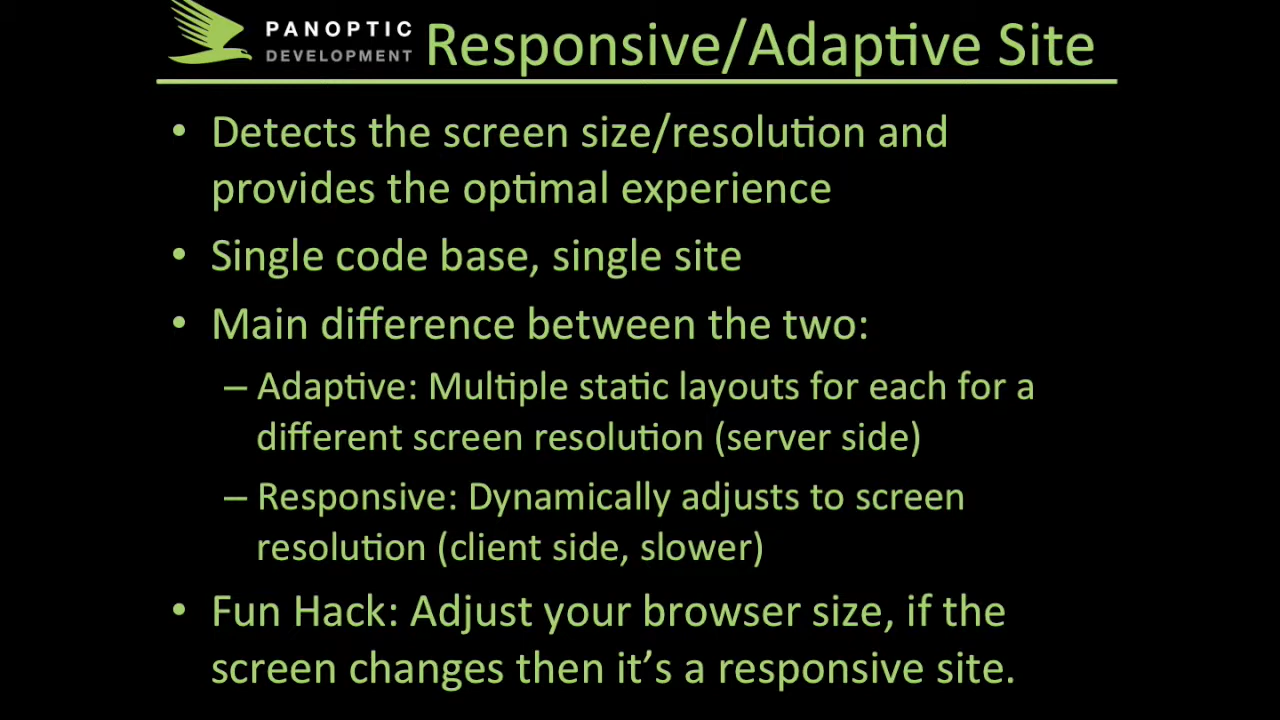 PANOPTIC
DEVELOPMENT
Responsive/Adaptive Site
• Detects the screen size/resolution and
provides the optimal experience
• Single code base, single site
• Main difference between the two:
– Adaptive: Multiple static layouts for each for a
different screen resolution (server side)
– Responsive: Dynamically adjusts to screen
resolution (client side, slower)
• Fun Hack: Adjust your browser size, if the
screen changes then it’s a responsive site.